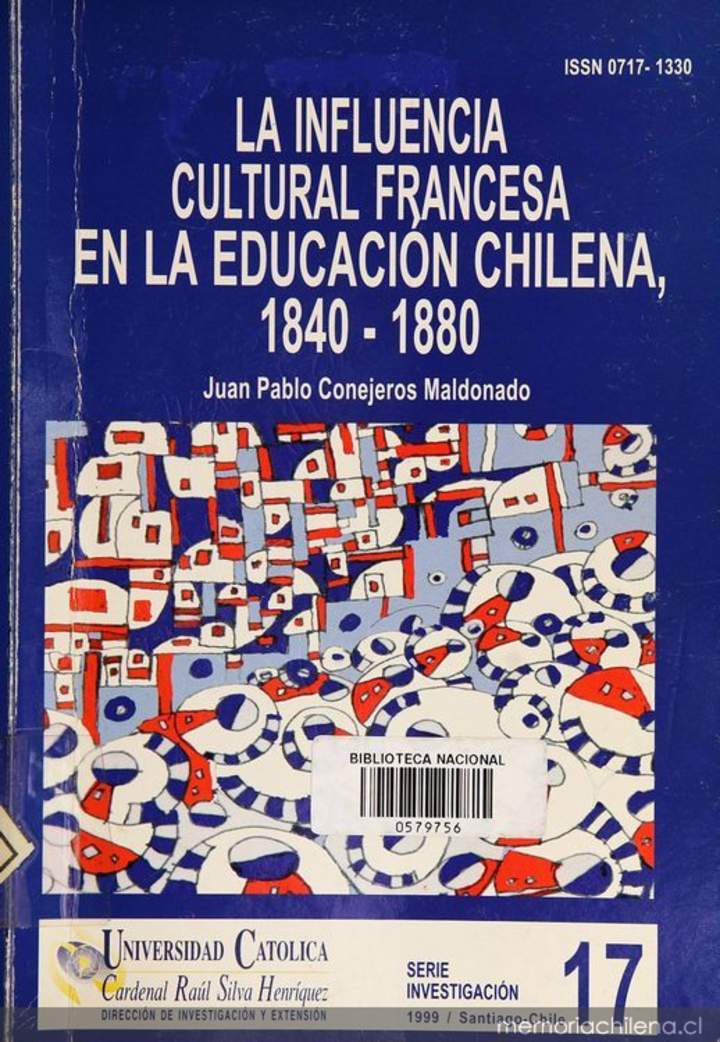 ISSN 0717- 1330
LA INFLUENCIA
CULTURAL FRANCESA
EN LA EDUCACIÓN CHILENA,
1840 - 1880
Juan Pablo Conejeros Maldonado
BIBLIOTECA NACIONAL
0579756
UNIVERSIDAD CATOLICA
Cardenal Raúl Silva Henríquez
DIRECCIÓN DE INVESTIGACIÓN Y EXTENSIÓN
SERIE
INVESTIGACIÓN
17
1999 / Santiago-Chile
memoriachilena.cl